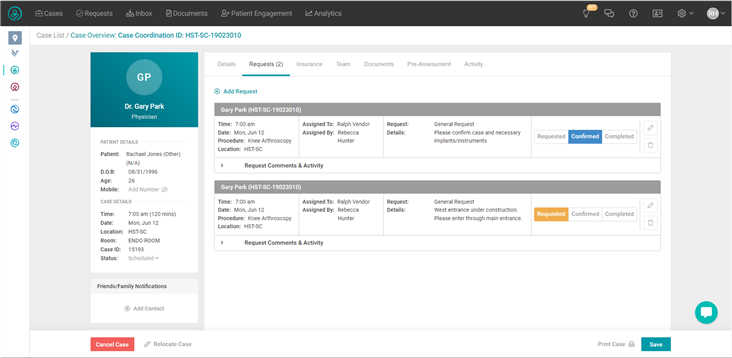 Cases Requests Inbox Documents Patient Engagement Analytics RH
Case List / Case Overview: Case Coordination ID: HST-SC-19023010
GP
Dr. Gary Park
Physician
PATIENT DETAILS
Patient: Rachael Jones (Other)
(N/A)
D.O.B: 08/31/1996
Age: 26
Mobile: Add Number
CASE DETAILS
Time: 7:00 am (120 mins)
Date: Mon, Jun 12
Location: HST-SC
Room: ENDO ROOM
Case ID: 15193
Status: Scheduled
Friends/Family Notifications
Add Contact
Details Requests (2) Insurance Team Documents Pre-Assessment Activity
Add Request
Gary Park (HST-SC-19023010)
Time: 7:00 am Assigned To: Ralph Vendor Request: General Request
Date: Mon, Jun 12 Assigned By: Rebecca Details: Please confirm case and necessary
Procedure: Knee Arthroscopy Hunter implants/instruments
Location: HST-SC
Requested Confirmed Completed
Request Comments & Activity
Gary Park (HST-SC-19023010)
Time: 7:00 am Assigned To: Ralph Vendor Request: General Request
Date: Mon, Jun 12 Assigned By: Rebecca Details: West entrance under construction.
Procedure: Knee Arthroscopy Hunter Please enter through main entrance.
Location: HST-SC
Requested Confirmed Completed
Request Comments & Activity
Cancel Case Relocate Case Print Case Save